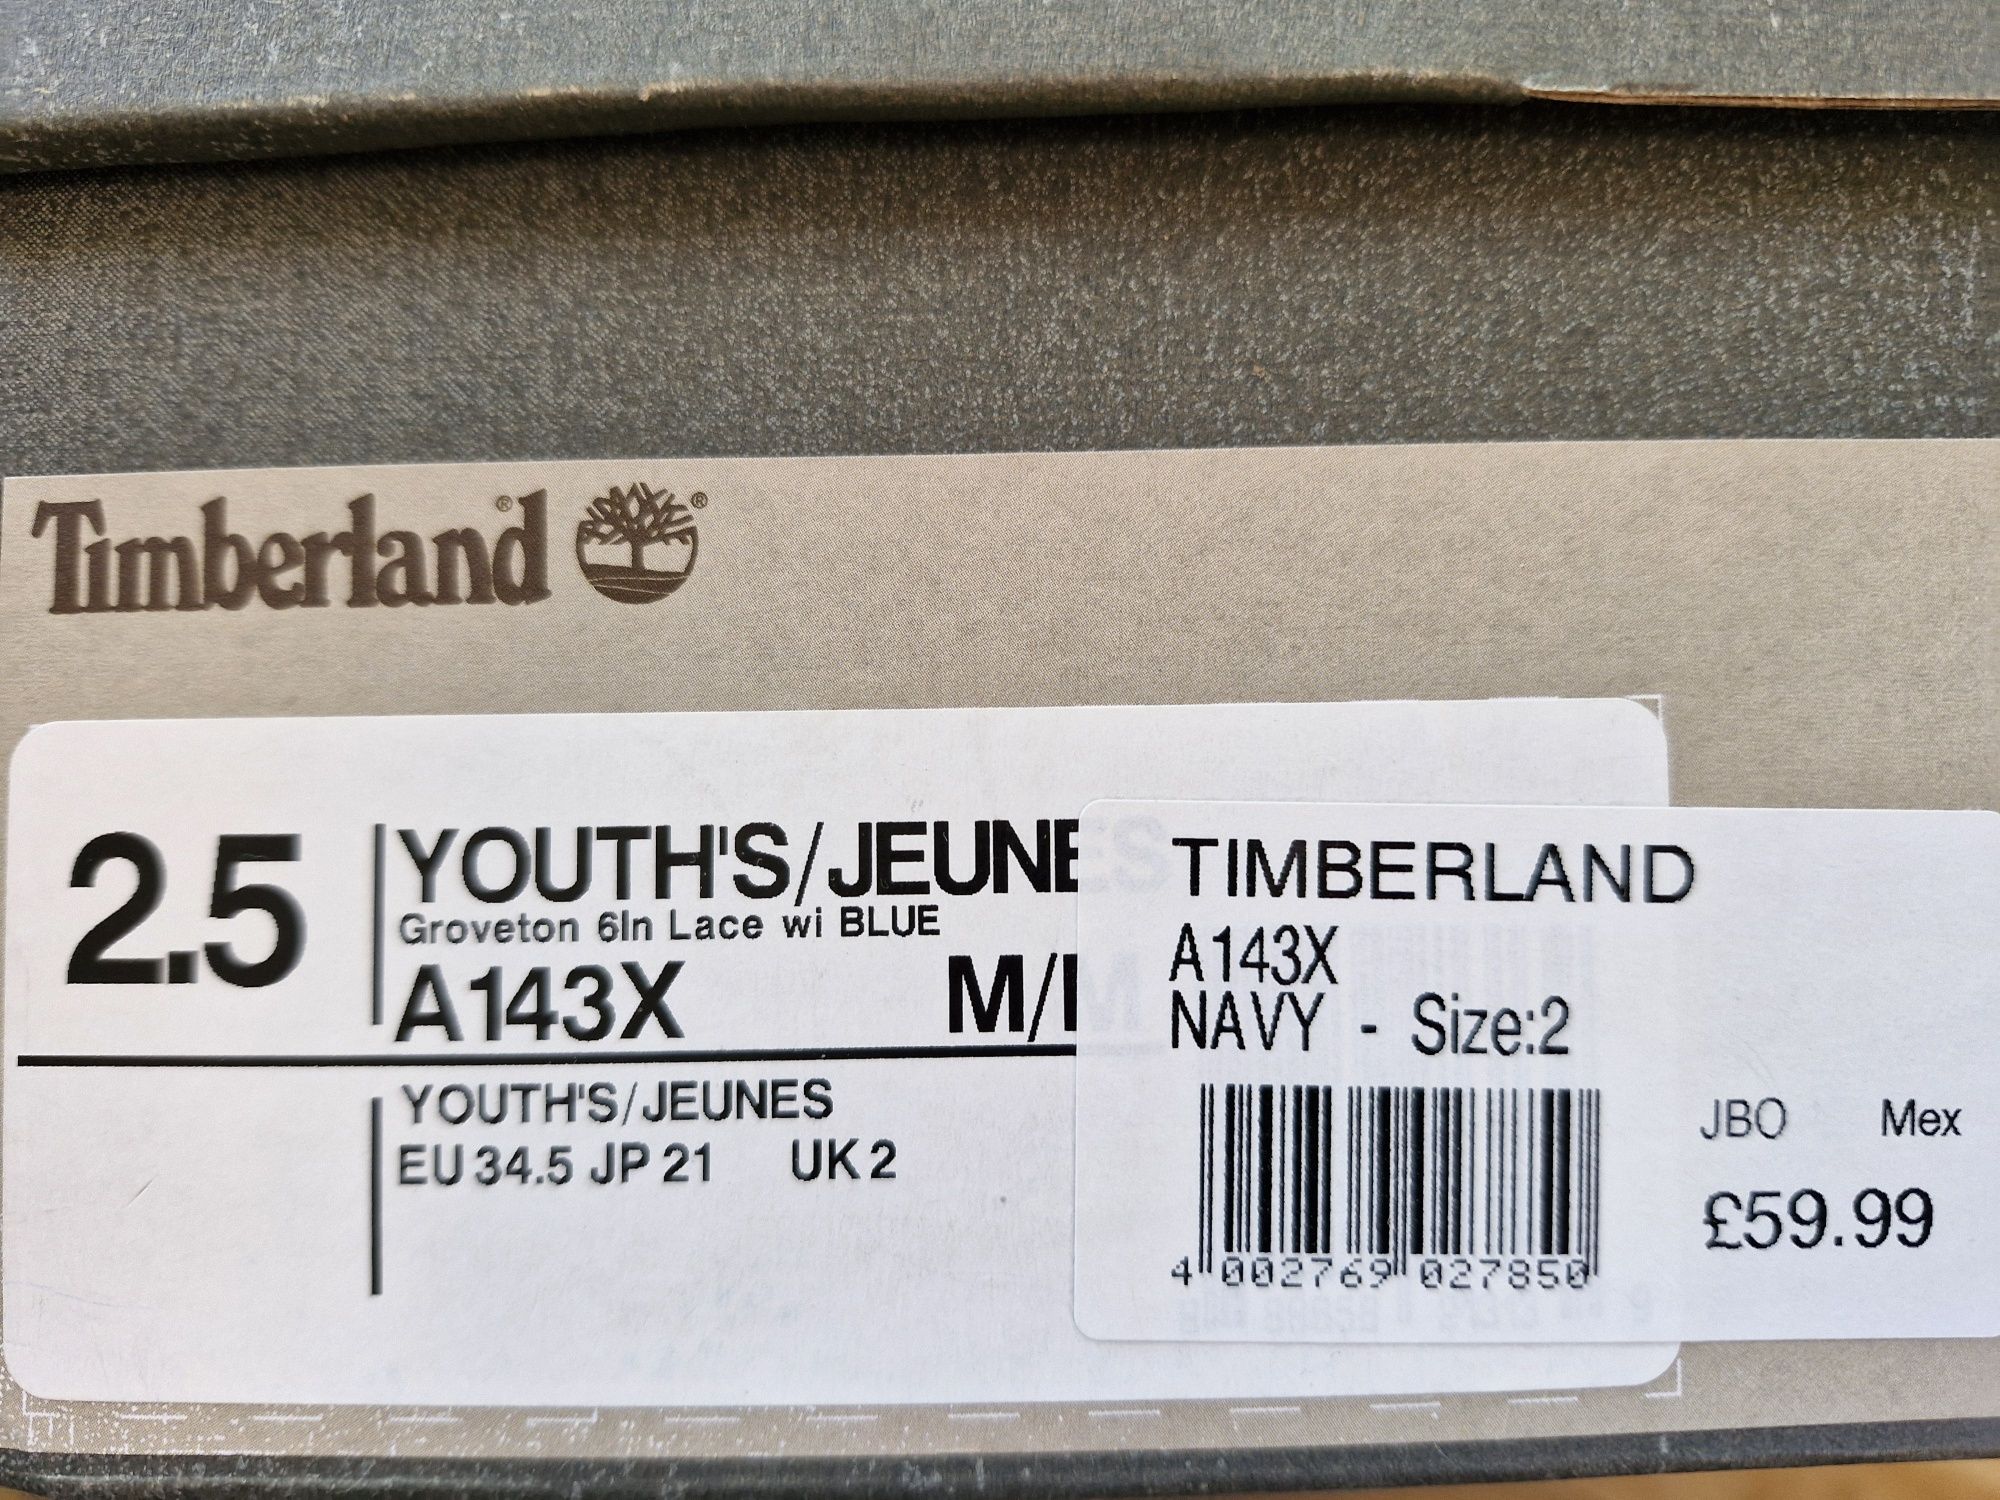 Timberland® ®
2.5
YOUTH'S/JEUNES
Groveton 6In Lace wi BLUE
A143X M/
YOUTH'S/JEUNES
EU 34.5 JP 21 UK 2
TIMBERLAND
A143X
NAVY - Size:2
JBO Mex
£59.99
4 002769 027850